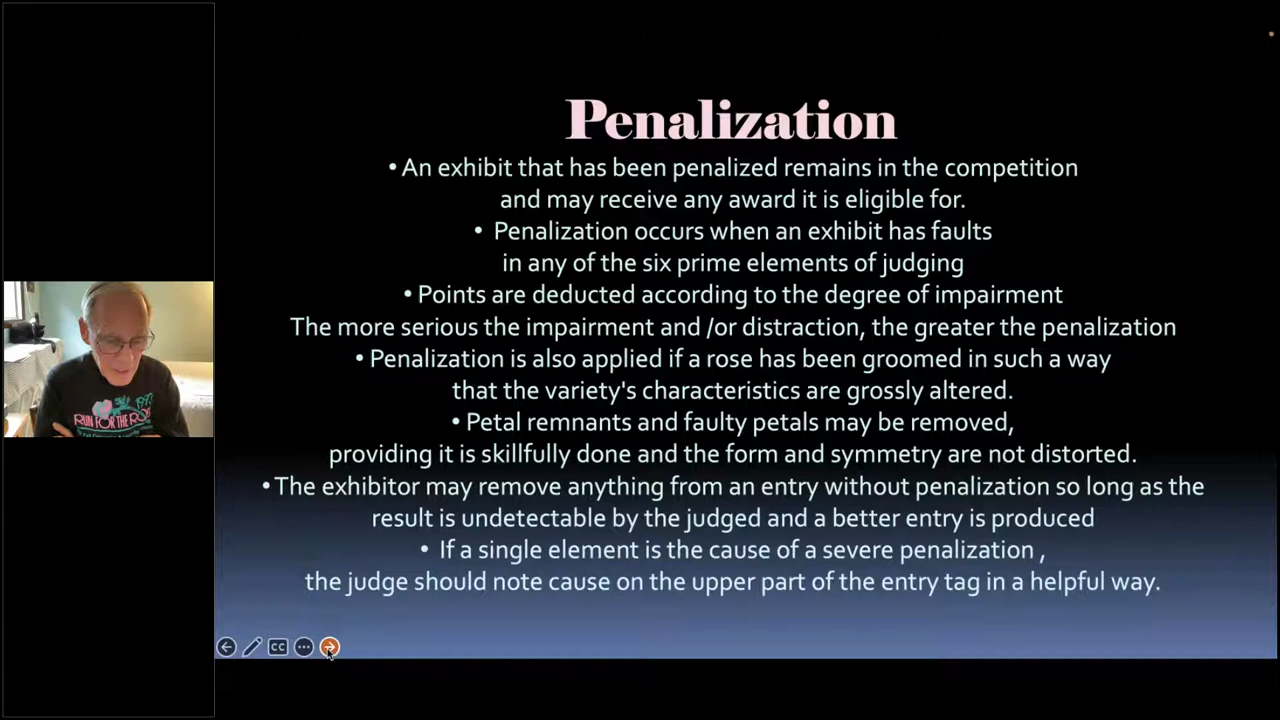 Penalization
• An exhibit that has been penalized remains in the competition
and may receive any award it is eligible for.
• Penalization occurs when an exhibit has faults
in any of the six prime elements of judging
• Points are deducted according to the degree of impairment
The more serious the impairment and /or distraction, the greater the penalization
• Penalization is also applied if a rose has been groomed in such a way
that the variety's characteristics are grossly altered.
• Petal remnants and faulty petals may be removed,
providing it is skillfully done and the form and symmetry are not distorted.
• The exhibitor may remove anything from an entry without penalization so long as the
result is undetectable by the judged and a better entry is produced
• If a single element is the cause of a severe penalization ,
the judge should note cause on the upper part of the entry tag in a helpful way.
RUN FOR THE
CC